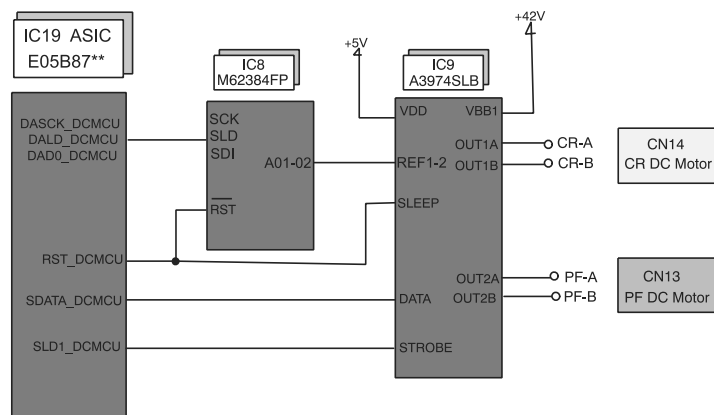 IC19 ASIC
E05B87**
DASCK_DCMCU
DALD_DCMCU
DAD0_DCMCU
RST_DCMCU
SDATA_DCMCU
SLD1_DCMCU
IC8
M62384FP
SCK
SLD
SDI
A01-02
RST
+5V
+42V
IC9
A3974SLB
VDD
VBB1
OUT1A
OUT1B
REF1-2
SLEEP
OUT2A
OUT2B
DATA
STROBE
CR-A
CR-B
PF-A
PF-B
CN14
CR DC Motor
CN13
PF DC Motor